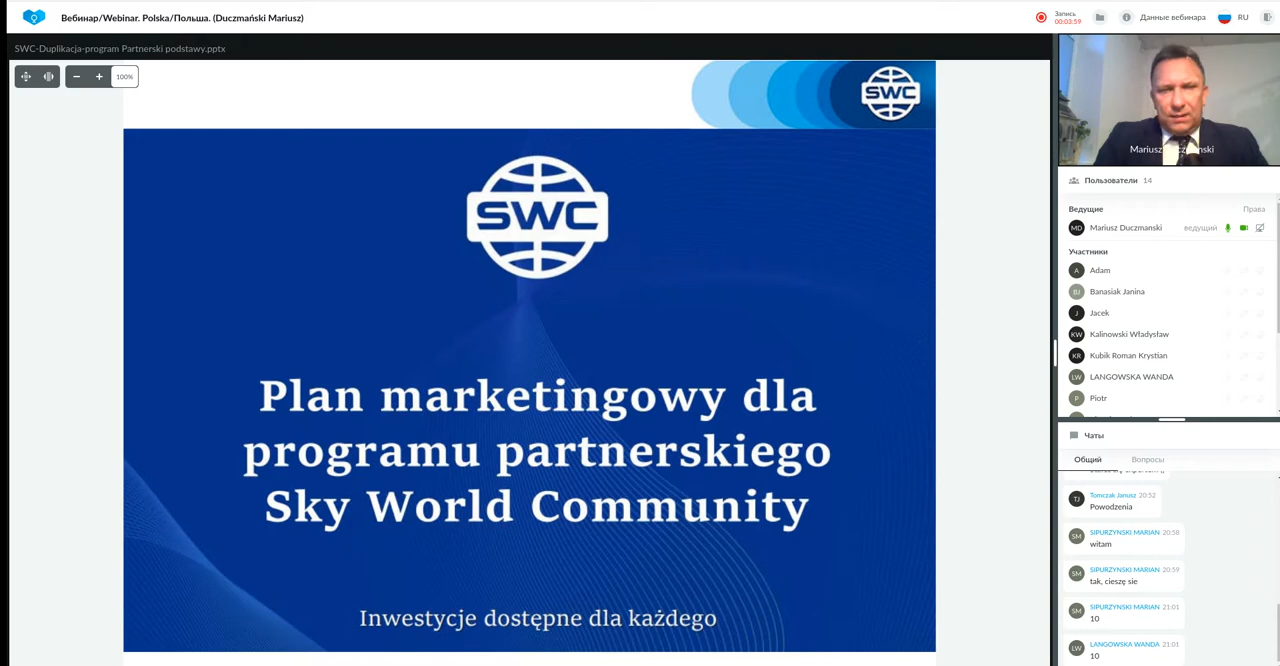 Вебинар/Webinar. Polska/Польша. (Duczmański Mariusz)
Запись
00:03:59
Данные вебинара
RU
SWC-Duplikacja-program Partnerski podstawy.pptx
100%
SWC
SWC
Plan marketingowy dla
programu partnerskiego
Sky World Community
Inwestycje dostępne dla każdego
Mariusz Duczmanski
Пользователи 14
Ведущие Права
MD Mariusz Duczmanski ведущий
Участники
A Adam
BJ Banasiak Janina
J Jacek
KW Kalinowski Władysław
KR Kubik Roman Krystian
LW LANGOWSKA WANDA
P Piotr
Чаты
Общий Вопросы
TJ Tomczak Janusz 20:52
Powodzenia
SM SIPURZYNSKI MARIAN 20:58
witam
SM SIPURZYNSKI MARIAN 20:59
tak, cieszę sie
SM SIPURZYNSKI MARIAN 21:01
10
LW LANGOWSKA WANDA 21:01
10